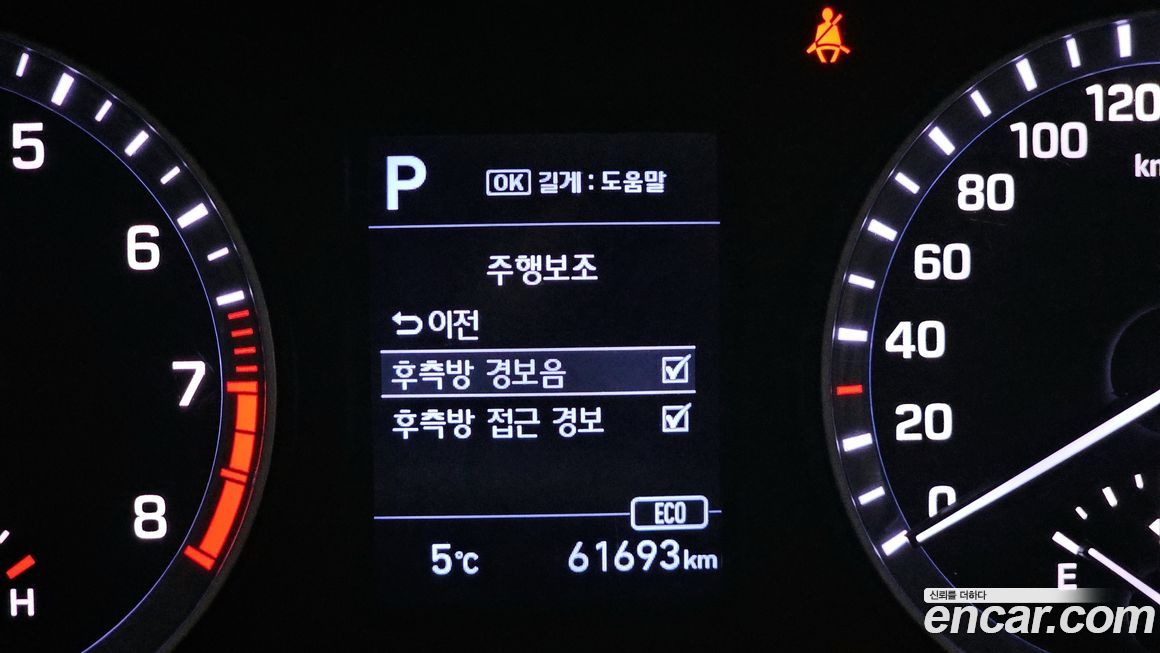 P
OK 길게 : 도움말
주행보조
이전
후측방 경보음
후측방 접근 경보
ECO
5℃
61693km
5
6
7
8
H
120
100
km
80
60
40
20
0
E
신뢰를 더하다
encar.com